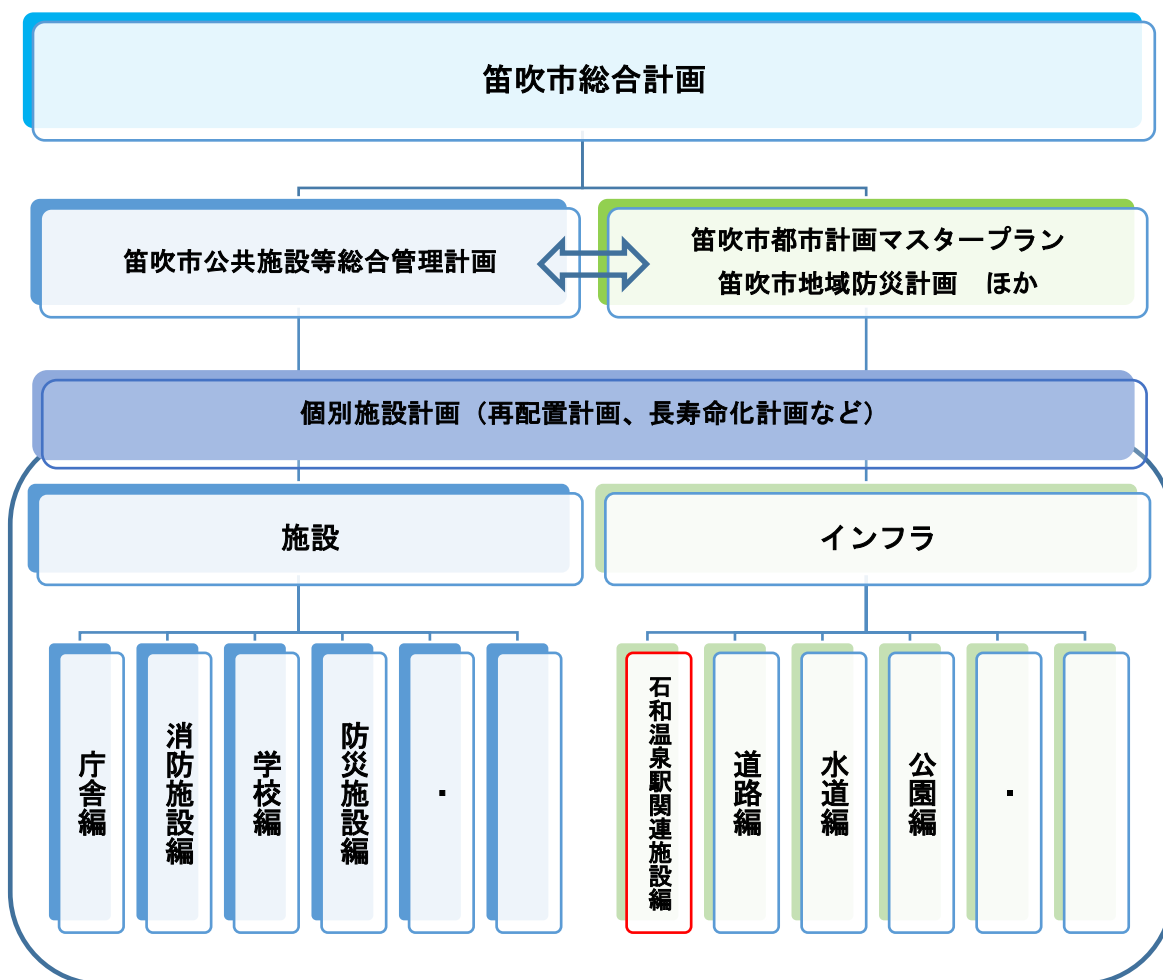 笛吹市総合計画
笛吹市公共施設等総合管理計画
笛吹市都市計画マスタープラン
笛吹市地域防災計画　ほか
個別施設計画（再配置計画、長寿命化計画など）
施設
インフラ
庁舎編
消防施設編
学校編
防災施設編
・
石和温泉駅関連施設編
道路編
水道編
公園編
・